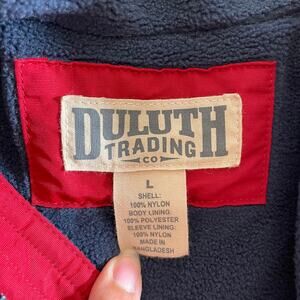 DULUTH
TRADING
CO
L
SHELL:
100% NYLON
BODY LINING:
100% POLYESTER
SLEEVE LINING:
100% NYLON
MADE IN
BANGLADESH